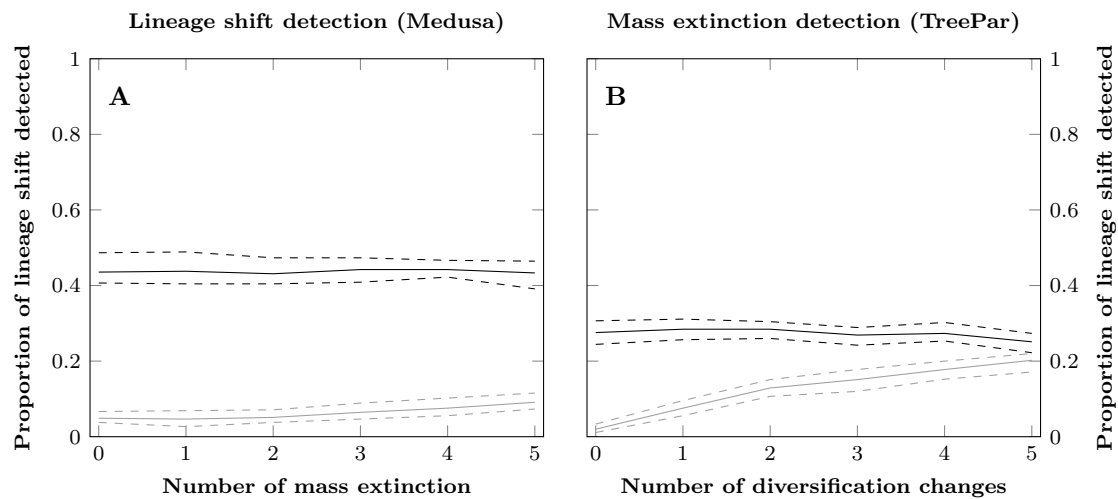 Lineage shift detection (Medusa)
Mass extinction detection (TreePar)
Proportion of lineage shift detected
1
0.8
0.6
0.4
0.2
0
A
0 1 2 3 4 5
Number of mass extinction
B
0 1 2 3 4 5
Number of diversification changes
1
0.8
0.6
0.4
0.2
0
Proportion of lineage shift detected